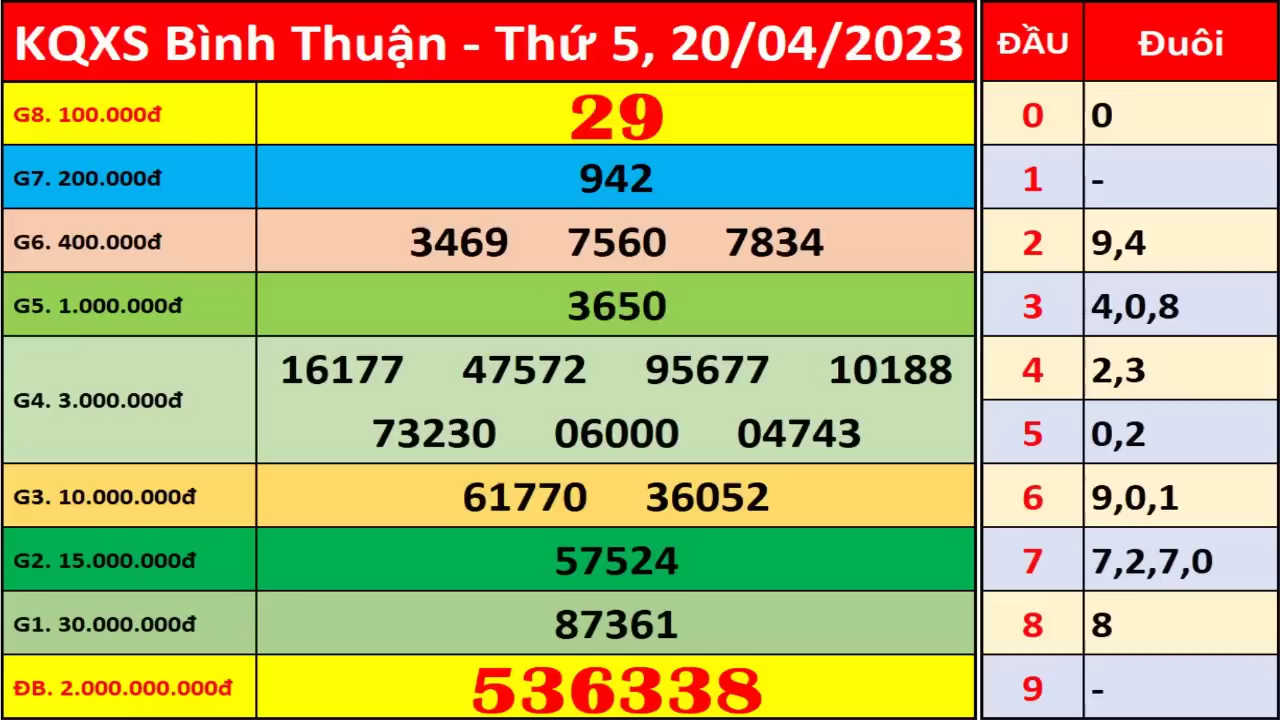 KQXS Bình Thuận - Thứ 5, 20/04/2023
G8. 100.000đ 29
G7. 200.000đ 942
G6. 400.000đ 3469 7560 7834
G5. 1.000.000đ 3650
G4. 3.000.000đ 16177 47572 95677 10188
73230 06000 04743
G3. 10.000.000đ 61770 36052
G2. 15.000.000đ 57524
G1. 30.000.000đ 87361
ĐB. 2.000.000.000đ 536338
ĐẦU Đuôi
0 0
1 -
2 9,4
3 4,0,8
4 2,3
5 0,2
6 9,0,1
7 7,2,7,0
8 8
9 -